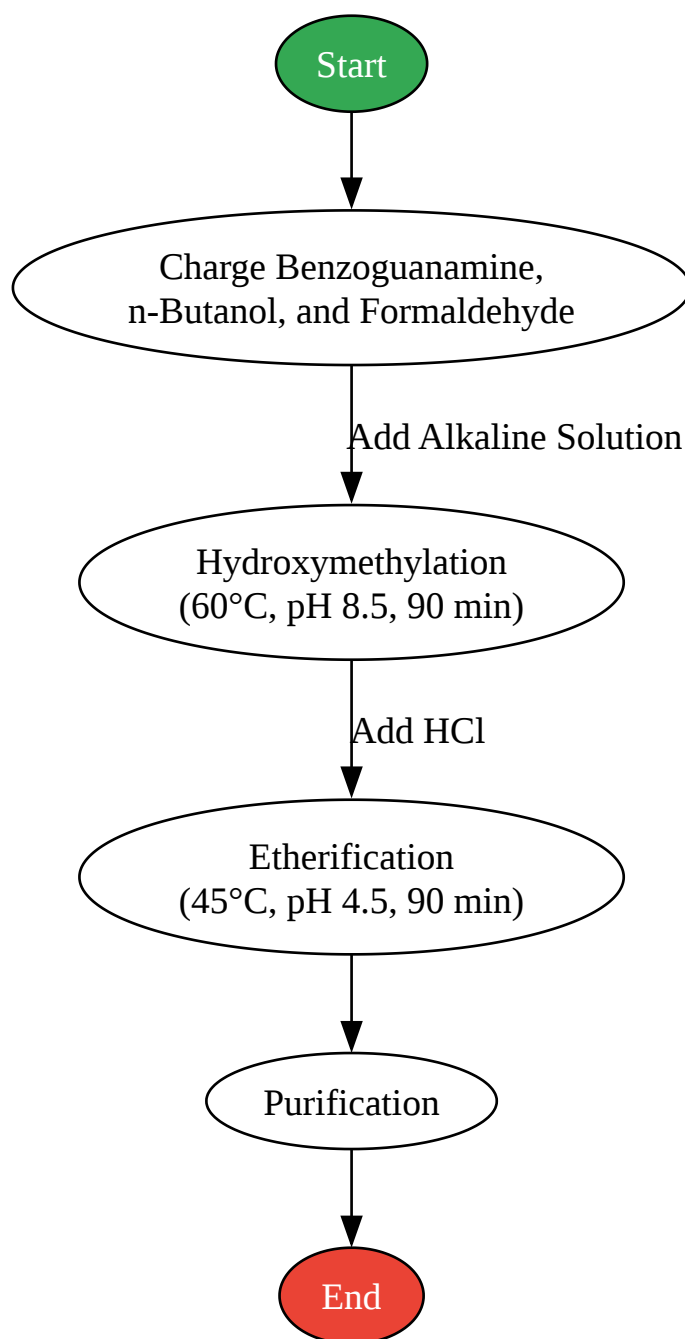 Start
Charge Benzoguanamine,
n-Butanol, and Formaldehyde
Add Alkaline Solution
Hydroxymethylation
(60°C, pH 8.5, 90 min)
Add HCl
Etherification
(45°C, pH 4.5, 90 min)
Purification
End